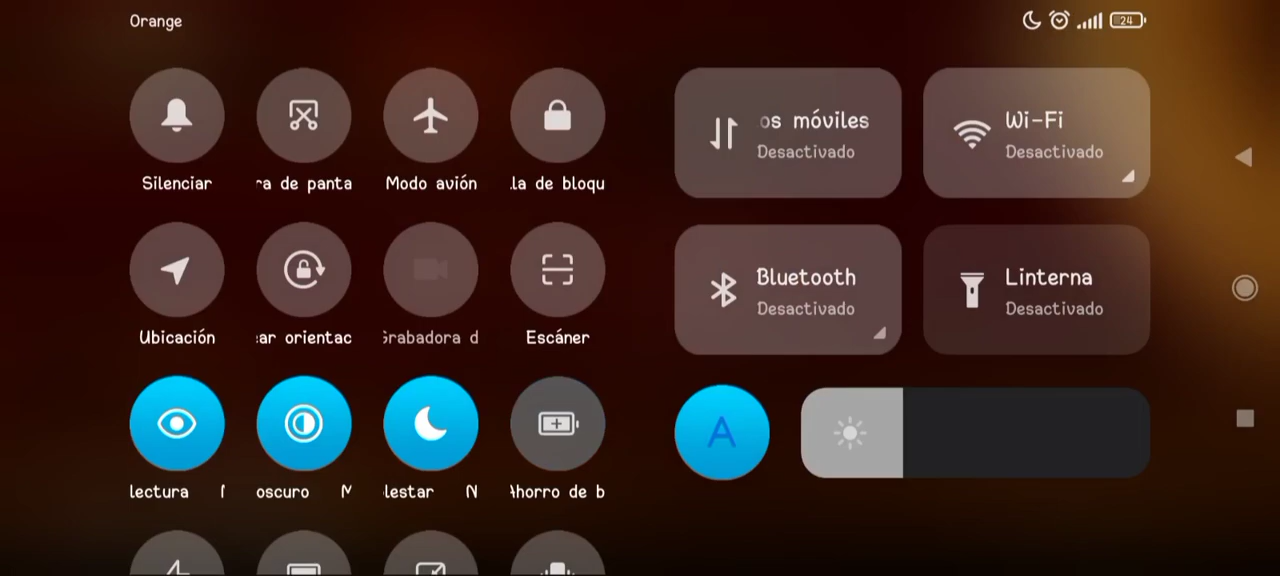 Orange
24
Silenciar
ra de panta
Modo avión
la de bloqu
os móviles
Desactivado
Wi-Fi
Desactivado
Ubicación
ar orientac
Grabadora d
Escáner
Bluetooth
Desactivado
Linterna
Desactivado
lectura
oscuro M
lestar N
Ahorro de b
A